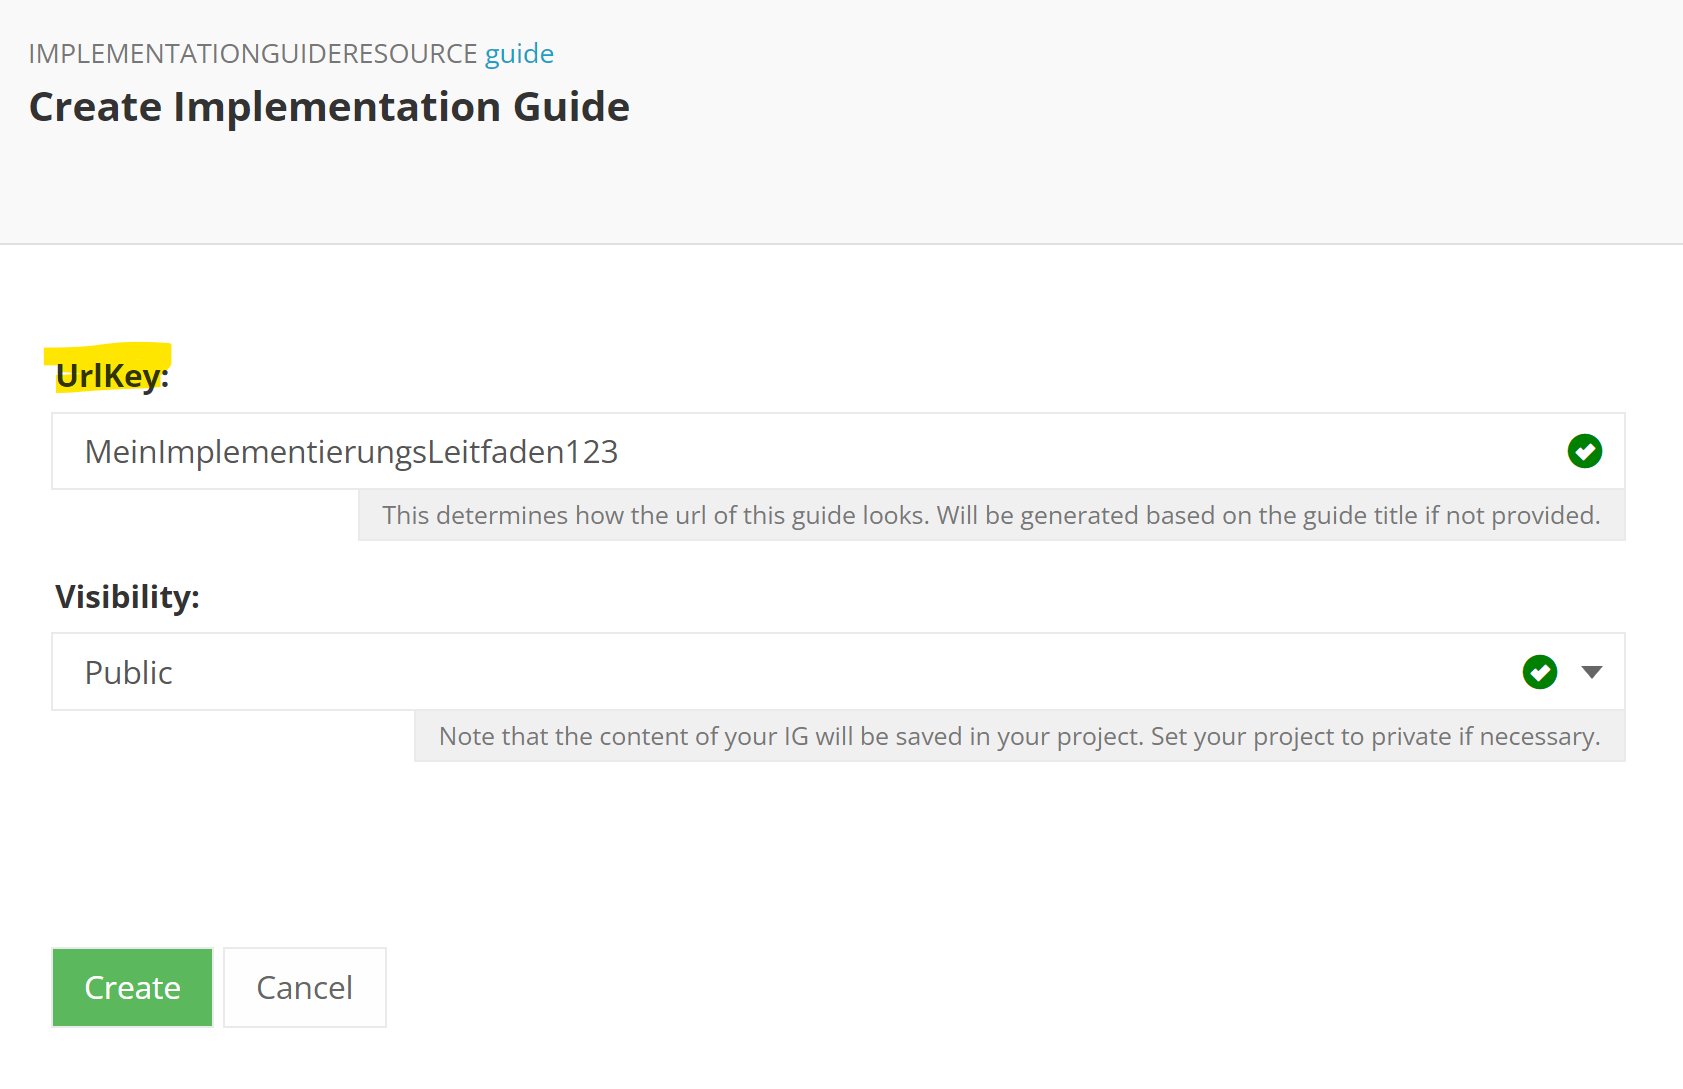 IMPLEMENTATIONGUIDERESOURCE guide
Create Implementation Guide
UrlKey:
MeinImplementierungsLeitfaden123
This determines how the url of this guide looks. Will be generated based on the guide title if not provided.
Visibility:
Public
Note that the content of your IG will be saved in your project. Set your project to private if necessary.
Create Cancel